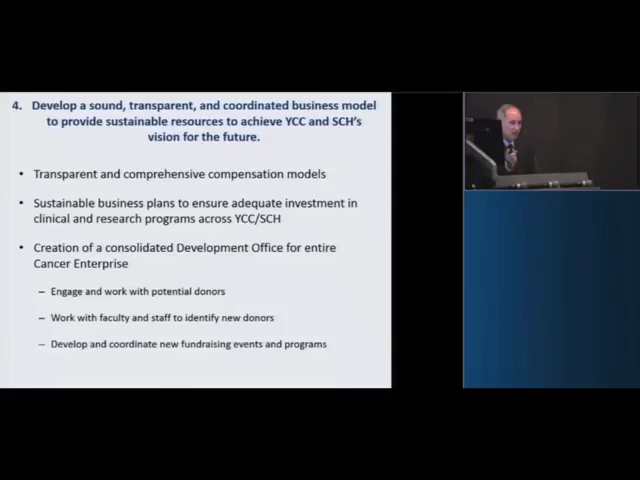 4. Develop a sound, transparent, and coordinated business model
to provide sustainable resources to achieve YCC and SCH's
vision for the future.
• Transparent and comprehensive compensation models
• Sustainable business plans to ensure adequate investment in
clinical and research programs across YCC/SCH
• Creation of a consolidated Development Office for entire
Cancer Enterprise
– Engage and work with potential donors
– Work with faculty and staff to identify new donors
– Develop and coordinate new fundraising events and programs